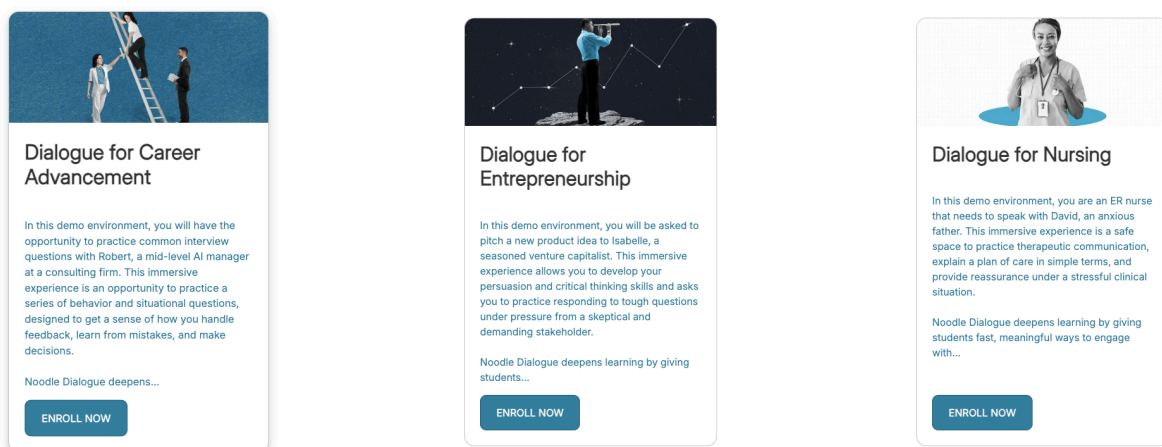 Dialogue for Career
Advancement
In this demo environment, you will have the
opportunity to practice common interview
questions with Robert, a mid-level AI manager
at a consulting firm. This immersive
experience is an opportunity to practice a
series of behavior and situational questions,
designed to get a sense of how you handle
feedback, learn from mistakes, and make
decisions.
Noodle Dialogue deepens...
ENROLL NOW
Dialogue for
Entrepreneurship
In this demo environment, you will be asked to
pitch a new product idea to Isabelle, a
seasoned venture capitalist. This immersive
experience allows you to develop your
persuasion and critical thinking skills and asks
you to practice responding to tough questions
under pressure from a skeptical and
demanding stakeholder.
Noodle Dialogue deepens learning by giving
students...
ENROLL NOW
Dialogue for Nursing
In this demo environment, you are an ER nurse
that needs to speak with David, an anxious
father. This immersive experience is a safe
space to practice therapeutic communication,
explain a plan of care in simple terms, and
provide reassurance under a stressful clinical
situation.
Noodle Dialogue deepens learning by giving
students fast, meaningful ways to engage
with...
ENROLL NOW